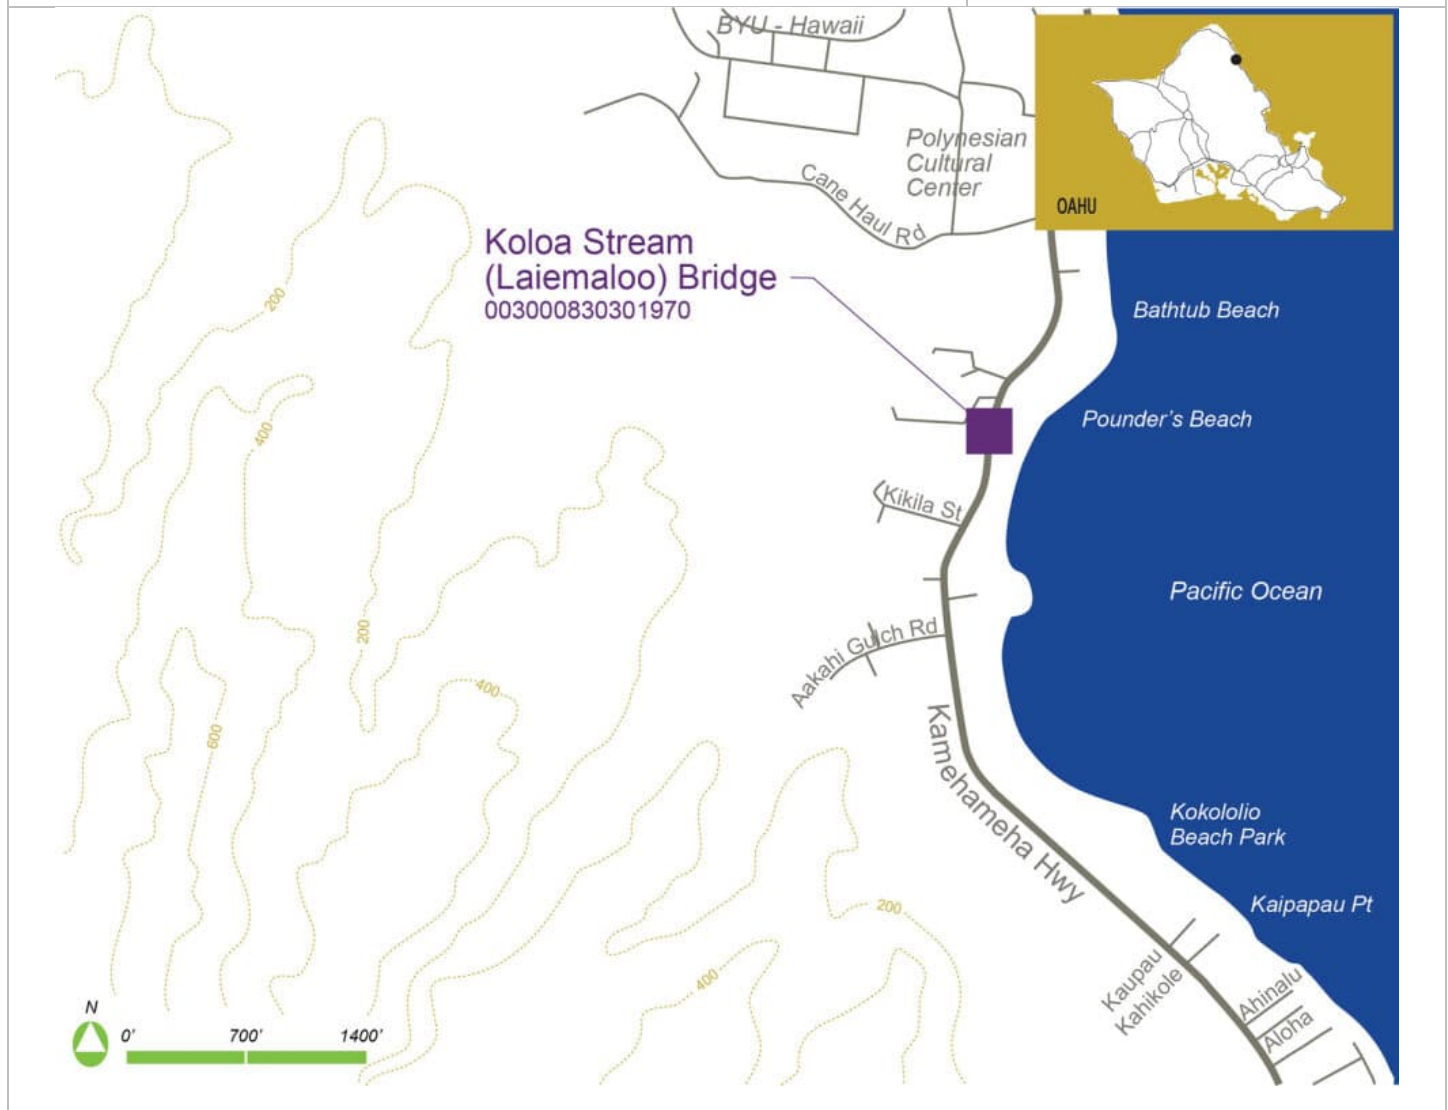 BYU - Hawaii
Polynesian
Cultural
Center
OAHU
Cane Haul Rd
Koloa Stream
(Laiemaloo) Bridge
003000830301970
200
Bathtub Beach
400
Pounder's Beach
Kikila St
Pacific Ocean
200
Aakahi Gulch Rd
400
600
Kamehameha Hwy
Kokololio
Beach Park
200
Kaipapau Pt
400
Kaupau
Kahikole
Ahinalu
Aloha
N
0' 700' 1400'